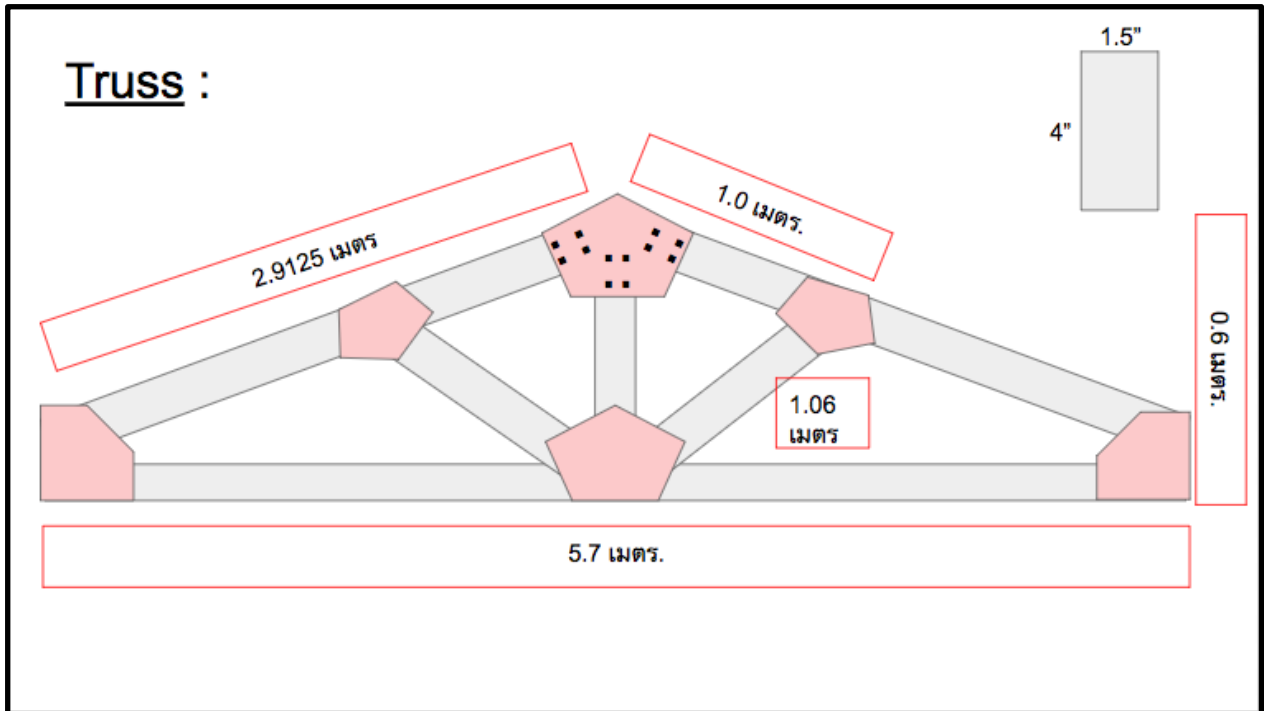 Truss :
1.5"
4"
2.9125 เมตร
1.0 เมตร.
0.6 เมตร.
1.06
เมตร
5.7 เมตร.